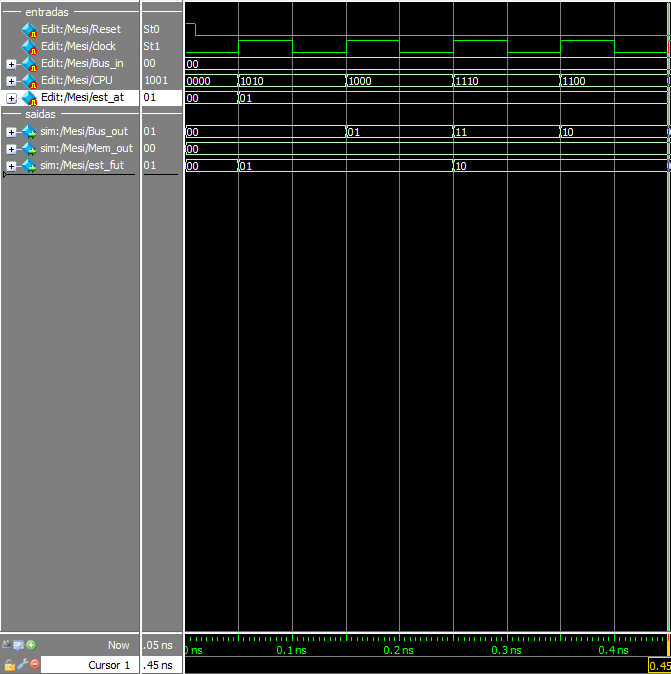 entradas
Edit:/Mesi/Reset St0
Edit:/Mesi/clock St1
Edit:/Mesi/Bus_in 00 00
Edit:/Mesi/CPU 1001 0000 1010 1000 1110 1100
Edit:/Mesi/est_at 01 00 01
saidas
sim:/Mesi/Bus_out 01 00 01 11 10
sim:/Mesi/Mem_out 00 00
sim:/Mesi/est_fut 01 00 01 10
Now .05 ns 0 ns 0.1 ns 0.2 ns 0.3 ns 0.4 ns
Cursor 1 .45 ns 0.45